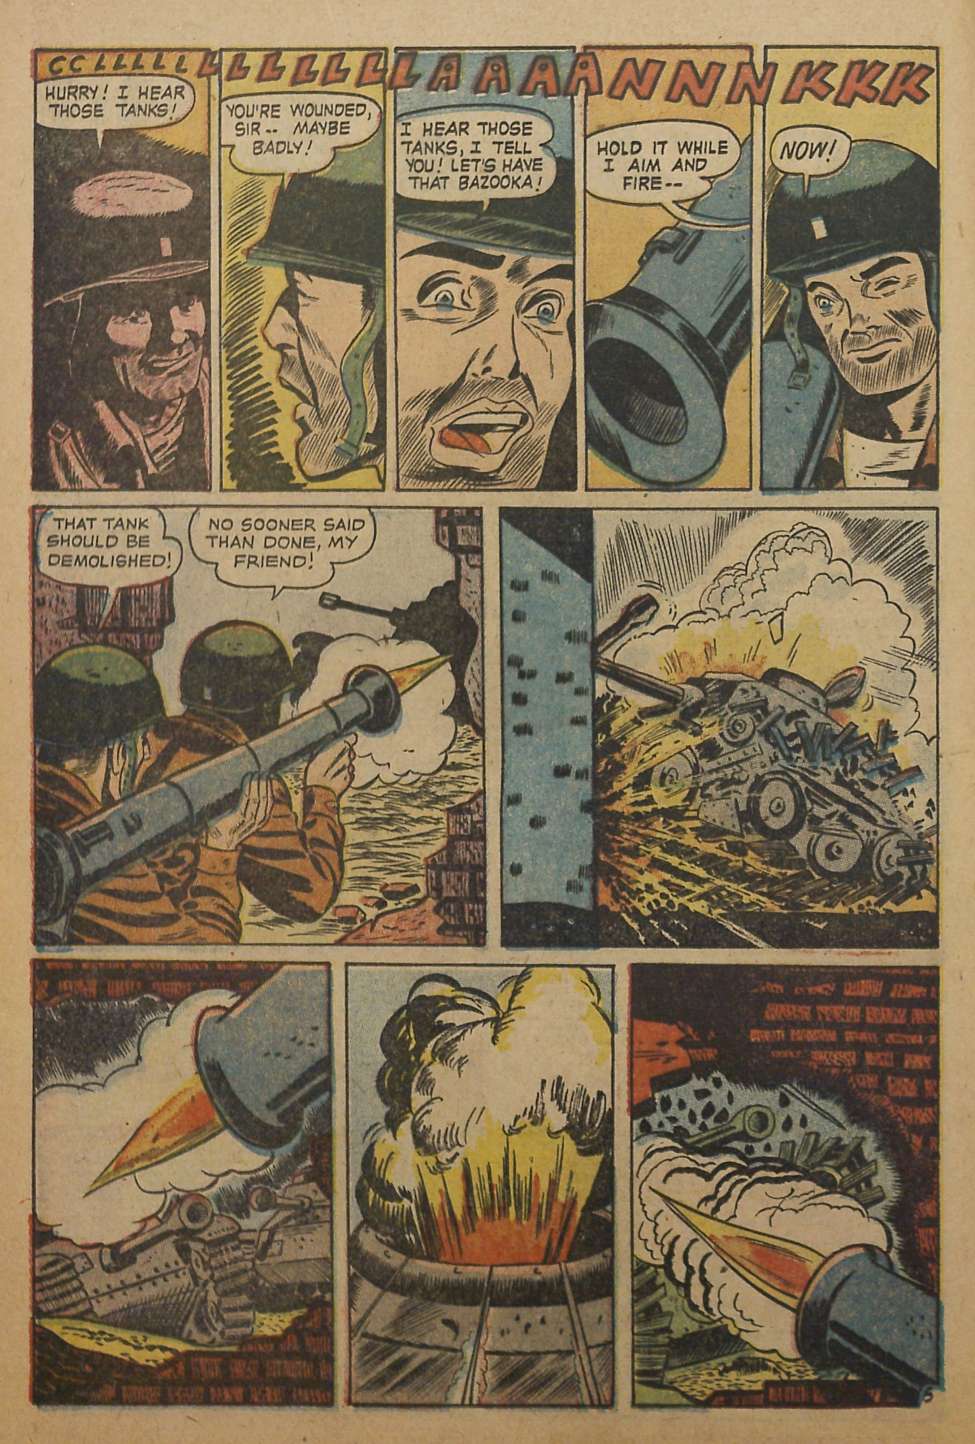 CCLLLLLLLLLLLLLAAAAANNNNKKKK
HURRY! I HEAR
THOSE TANKS!
YOU'RE WOUNDED,
SIR-- MAYBE
BADLY!
I HEAR THOSE
TANKS, I TELL
YOU! LET'S HAVE
THAT BAZOOKA!
HOLD IT WHILE
I AIM AND
FIRE--
NOW!
THAT TANK
SHOULD BE
DEMOLISHED!
NO SOONER SAID
THAN DONE, MY
FRIEND!
5